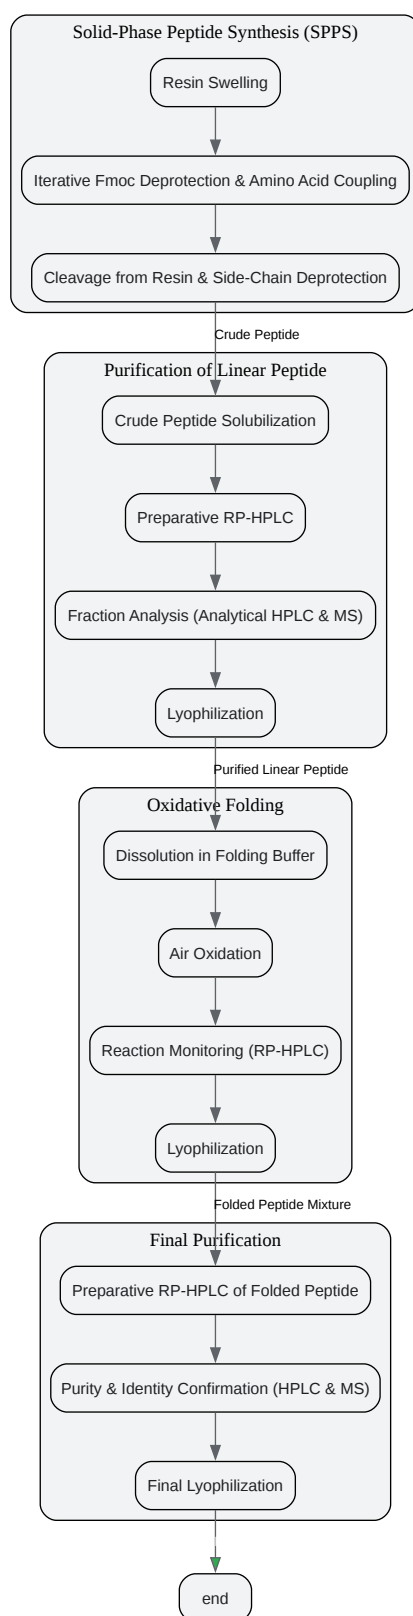 Solid-Phase Peptide Synthesis (SPPS)
Resin Swelling
Iterative Fmoc Deprotection & Amino Acid Coupling
Cleavage from Resin & Side-Chain Deprotection
Crude Peptide
Purification of Linear Peptide
Crude Peptide Solubilization
Preparative RP-HPLC
Fraction Analysis (Analytical HPLC & MS)
Lyophilization
Purified Linear Peptide
Oxidative Folding
Dissolution in Folding Buffer
Air Oxidation
Reaction Monitoring (RP-HPLC)
Lyophilization
Folded Peptide Mixture
Final Purification
Preparative RP-HPLC of Folded Peptide
Purity & Identity Confirmation (HPLC & MS)
Final Lyophilization
end